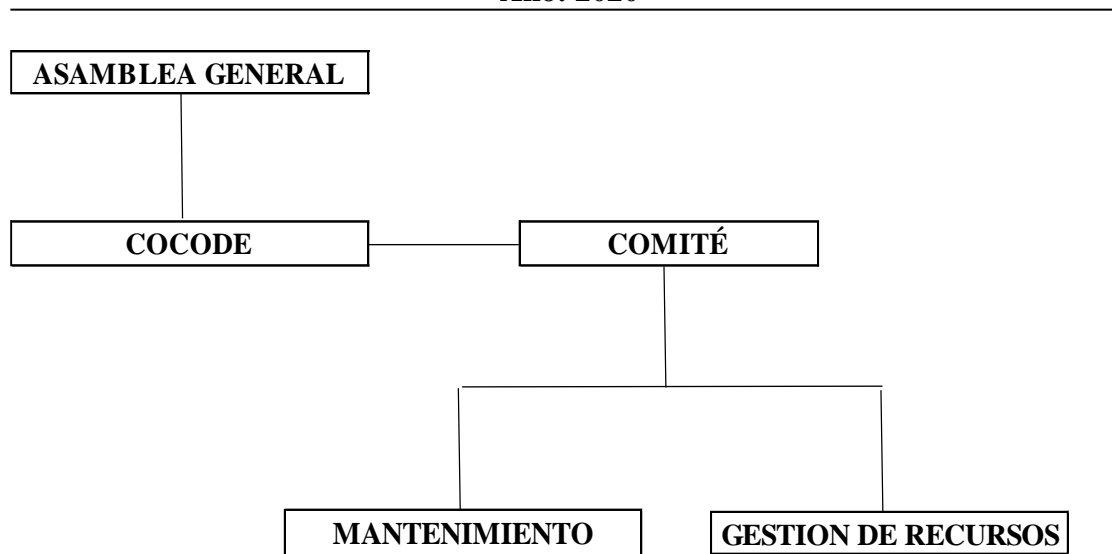 ASAMBLEA GENERAL
COCODE
COMITÉ
MANTENIMIENTO
GESTION DE RECURSOS